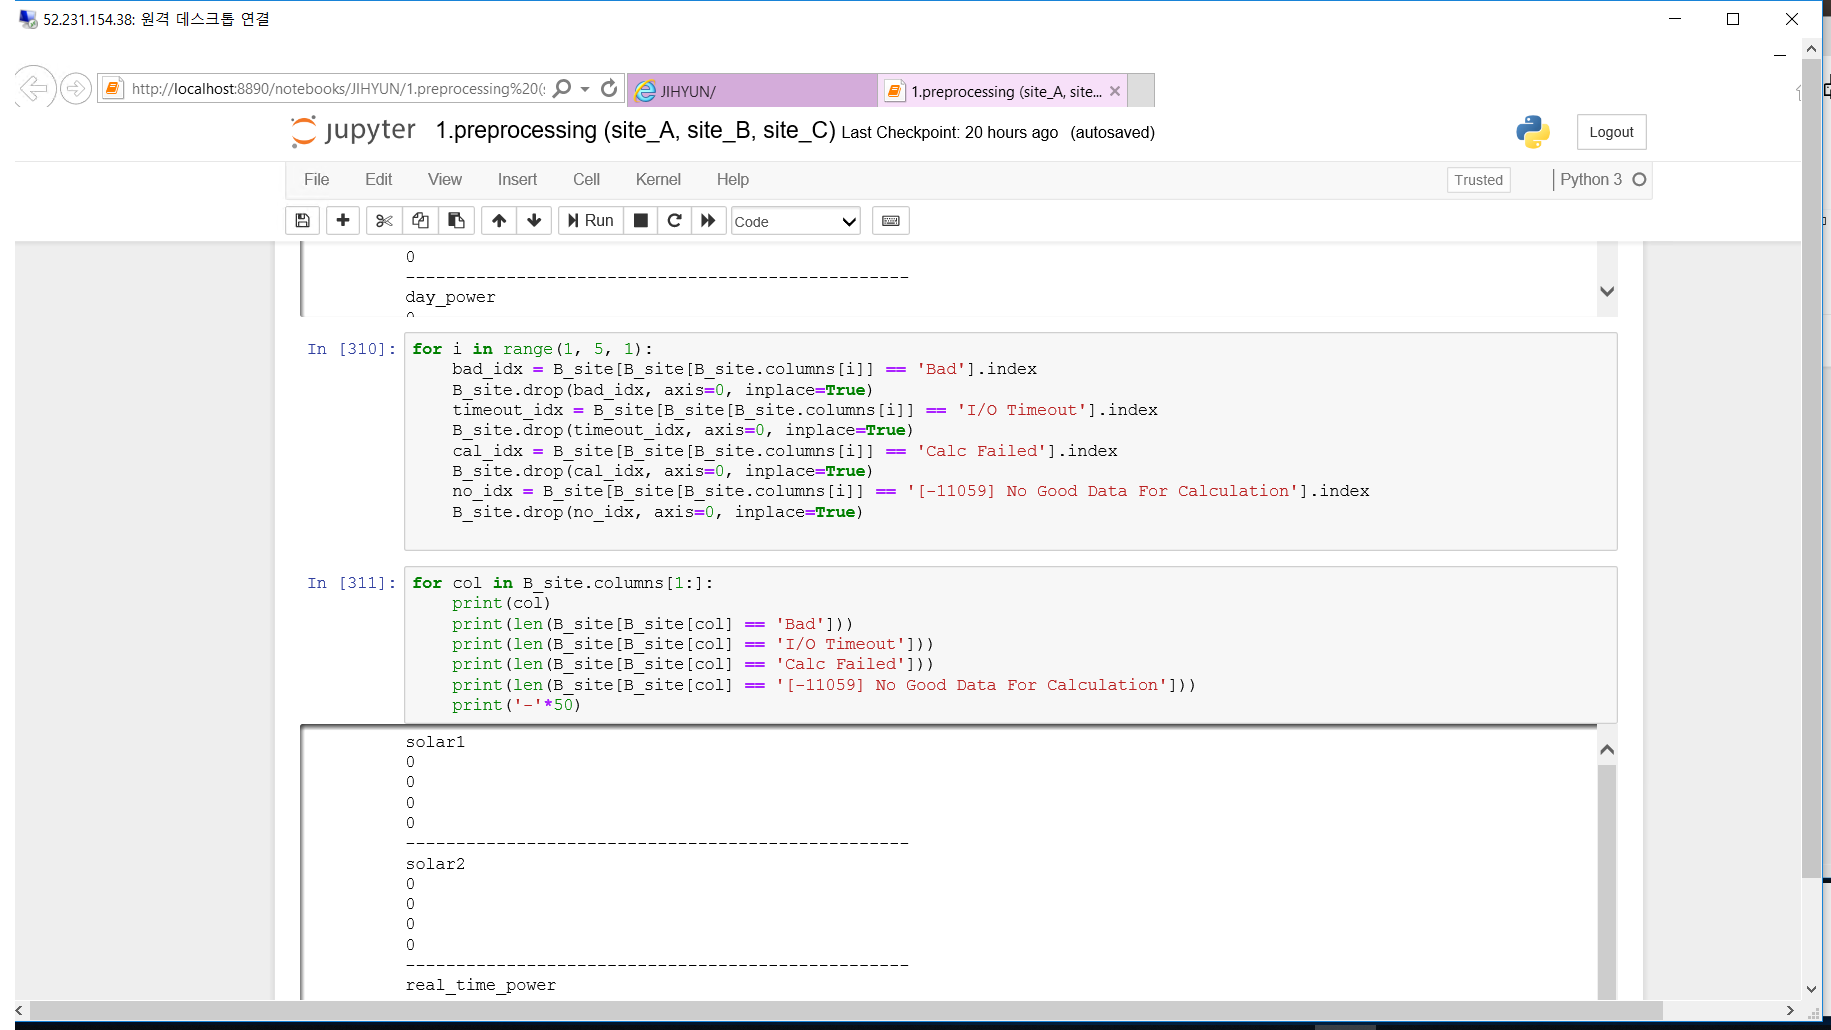 52.231.154.38: 원격 데스크톱 연결
http://localhost:8890/notebooks/JIHYUN/1.preprocessing%20(
JIHYUN/
1.preprocessing (site_A, site...
jupyter 1.preprocessing (site_A, site_B, site_C) Last Checkpoint: 20 hours ago (autosaved)
Logout
File Edit View Insert Cell Kernel Help
Trusted
Python 3
Run
Code
0
--------------------------------------------------
day_power
0
In [310]:
for i in range(1, 5, 1):
    bad_idx = B_site[B_site[B_site.columns[i]] == 'Bad'].index
    B_site.drop(bad_idx, axis=0, inplace=True)
    timeout_idx = B_site[B_site[B_site.columns[i]] == 'I/O Timeout'].index
    B_site.drop(timeout_idx, axis=0, inplace=True)
    cal_idx = B_site[B_site[B_site.columns[i]] == 'Calc Failed'].index
    B_site.drop(cal_idx, axis=0, inplace=True)
    no_idx = B_site[B_site[B_site.columns[i]] == '[-11059] No Good Data For Calculation'].index
    B_site.drop(no_idx, axis=0, inplace=True)
In [311]:
for col in B_site.columns[1:]:
    print(col)
    print(len(B_site[B_site[col] == 'Bad']))
    print(len(B_site[B_site[col] == 'I/O Timeout']))
    print(len(B_site[B_site[col] == 'Calc Failed']))
    print(len(B_site[B_site[col] == '[-11059] No Good Data For Calculation']))
    print('-'*50)
solar1
0
0
0
0
--------------------------------------------------
solar2
0
0
0
0
--------------------------------------------------
real_time_power